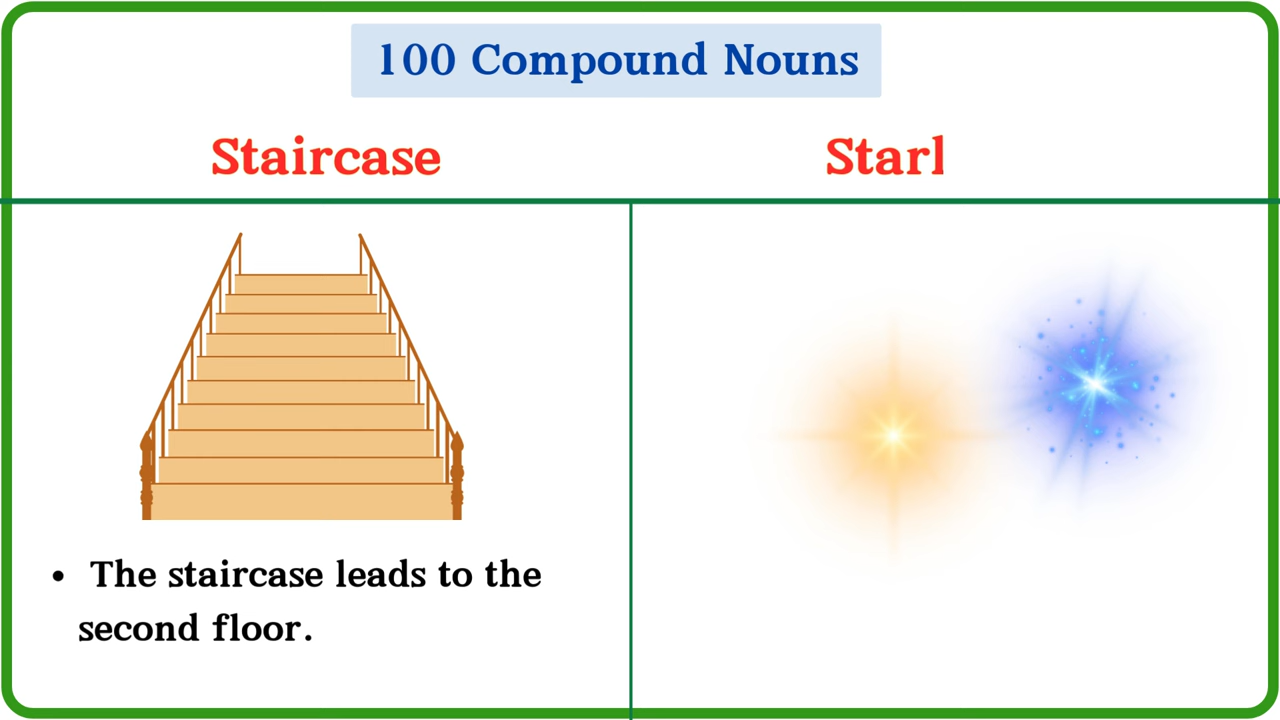 100 Compound Nouns
Staircase
Starl
• The staircase leads to the
second floor.